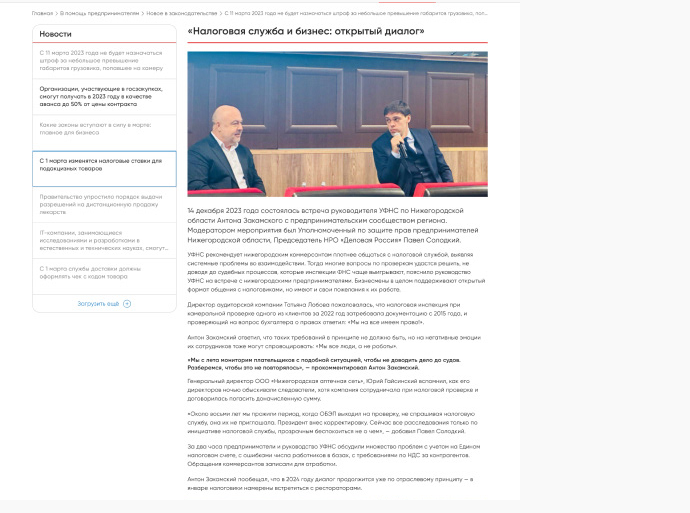 Главная > В помощь предпринимателям > Новое в законодательстве > С 11 марта 2023 года не будет назначаться штраф за небольшое превышение габаритов грузовика, поп...
Новости
С 11 марта 2023 года не будет назначаться
штраф за небольшое превышение
габаритов грузовика, попавшее на камеру
Организации, участвующие в госзакупках,
смогут получать в 2023 году в качестве
аванса до 50% от цены контракта
Какие законы вступают в силу в марте:
главное для бизнеса
С 1 марта изменятся налоговые ставки для
подакцизных товаров
Правительство упростило порядок выдачи
разрешений на дистанционную продажу
лекарств
IT-компании, занимающиеся
исследованиями и разработками в
естественных и технических науках, смогут...
С 1 марта службы доставки должны
оформлять чек с кодом товара
Загрузить ещё
«Налоговая служба и бизнес: открытый диалог»
14 декабря 2023 года состоялась встреча руководителя УФНС по Нижегородской
области Антона Закамского с предпринимательским сообществом региона.
Модератором мероприятия был Уполномоченный по защите прав предпринимателей
Нижегородской области, Председатель НРО «Деловая Россия» Павел Солодкий.
УФНС рекомендует нижегородским коммерсантам плотнее общаться с налоговой службой, выявляя
системные проблемы во взаимодействии. Тогда многие вопросы по проверкам удастся решить, не
доводя до судебных процессов, которые инспекции ФНС чаще выигрывают, пояснило руководство
УФНС на встрече с нижегородскими предпринимателями. Бизнесмены в целом поддерживают открытый
формат общения с налоговиками, но имеют и свои пожелания к их работе.
Директор аудиторской компании Татьяна Лобова пожаловалась, что налоговая инспекция при
камеральной проверке одного из клиентов за 2022 год затребовала документацию с 2015 года, и
проверяющий на вопрос бухгалтера о правах ответил: «Мы на все имеем право!».
Антон Закамский ответил, что таких требований в принципе не должно быть, но на негативные эмоции
их сотрудников тоже могут спровоцировать: «Мы все люди, а не роботы».
«Мы с лета мониторим плательщиков с подобной ситуацией, чтобы не доводить дело до судов.
Разберемся, чтобы это не повторялось», — прокомментировал Антон Закамский.
Генеральный директор ООО «Нижегородская аптечная сеть», Юрий Гайсинский вспомнил, как его
директоров ночью обыскивали следователи, хотя компания сотрудничала при налоговой проверке и
договорилась погасить доначисленную сумму.
«Около восьми лет мы прожили период, когда ОБЭП выходил на проверку, не спрашивая налоговую
службу, она их не приглашала. Президент внес корректировку. Сейчас все расследования только по
инициативе налоговой службы, прозрачным беспокоиться не о чем», — добавил Павел Солодкий.
За два часа предприниматели и руководство УФНС обсудили множество проблем с учетом на Едином
налоговом счете, с ошибками числа работников в базах, с требованиями по НДС за контрагентов.
Обращения коммерсантов записали для отработки.
Антон Закамский пообещал, что в 2024 году диалог продолжится уже по отраслевому принципу — в
январе налоговики намерены встретиться с рестораторами.